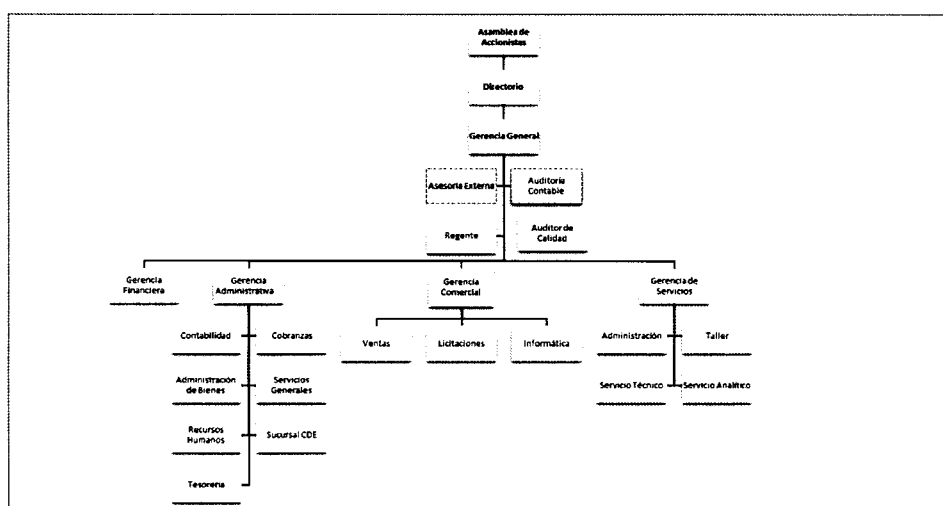 Asamblea de
Accionistas
Directorio
Gerencia General
Asesoría Externa
Auditoría
Contable
Regente
Auditor de
Calidad
Gerencia
Financiera
Gerencia
Administrativa
Gerencia
Comercial
Gerencia de
Servicios
Contabilidad
Cobranzas
Ventas
Licitaciones
Informática
Administración
Taller
Administración
de Bienes
Servicios
Generales
Servicio Técnico
Servicio Analítico
Recursos
Humanos
Sucursal CDE
Tesoreria